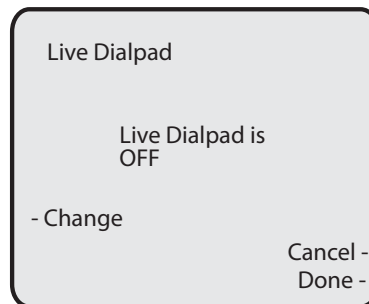 Live Dialpad
Live Dialpad is
OFF
- Change
Cancel -
Done -